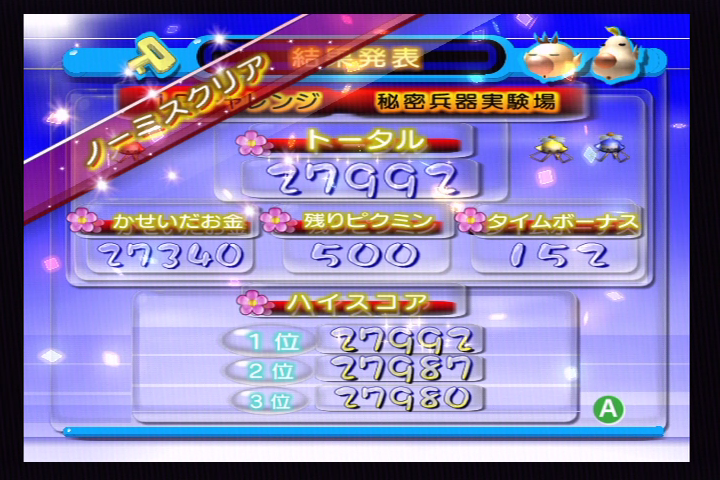 結果発表
ノーミスクリア
チャレンジ 秘密兵器実験場
トータル
27992
かせいだお金 残りピクミン タイムボーナス
27340 500 152
ハイスコア
1位 27992
2位 27987
3位 27980
A